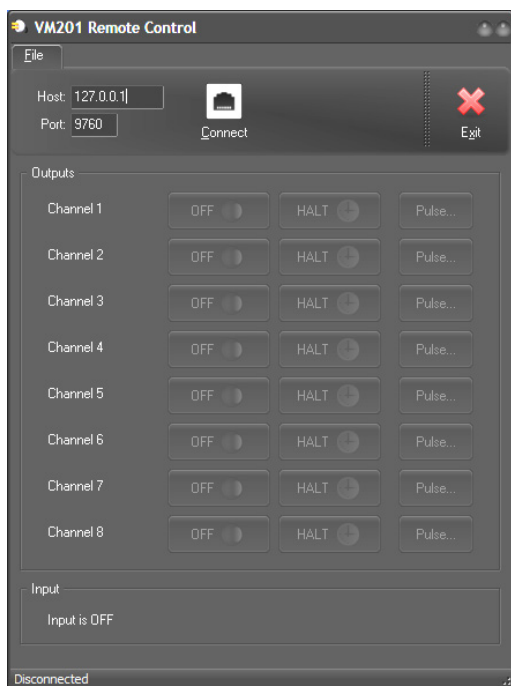 VM201 Remote Control
File
Host: 127.0.0.1
Port: 9760
Connect
Exit
Outputs
Channel 1 OFF HALT Pulse...
Channel 2 OFF HALT Pulse...
Channel 3 OFF HALT Pulse...
Channel 4 OFF HALT Pulse...
Channel 5 OFF HALT Pulse...
Channel 6 OFF HALT Pulse...
Channel 7 OFF HALT Pulse...
Channel 8 OFF HALT Pulse...
Input
Input is OFF
Disconnected